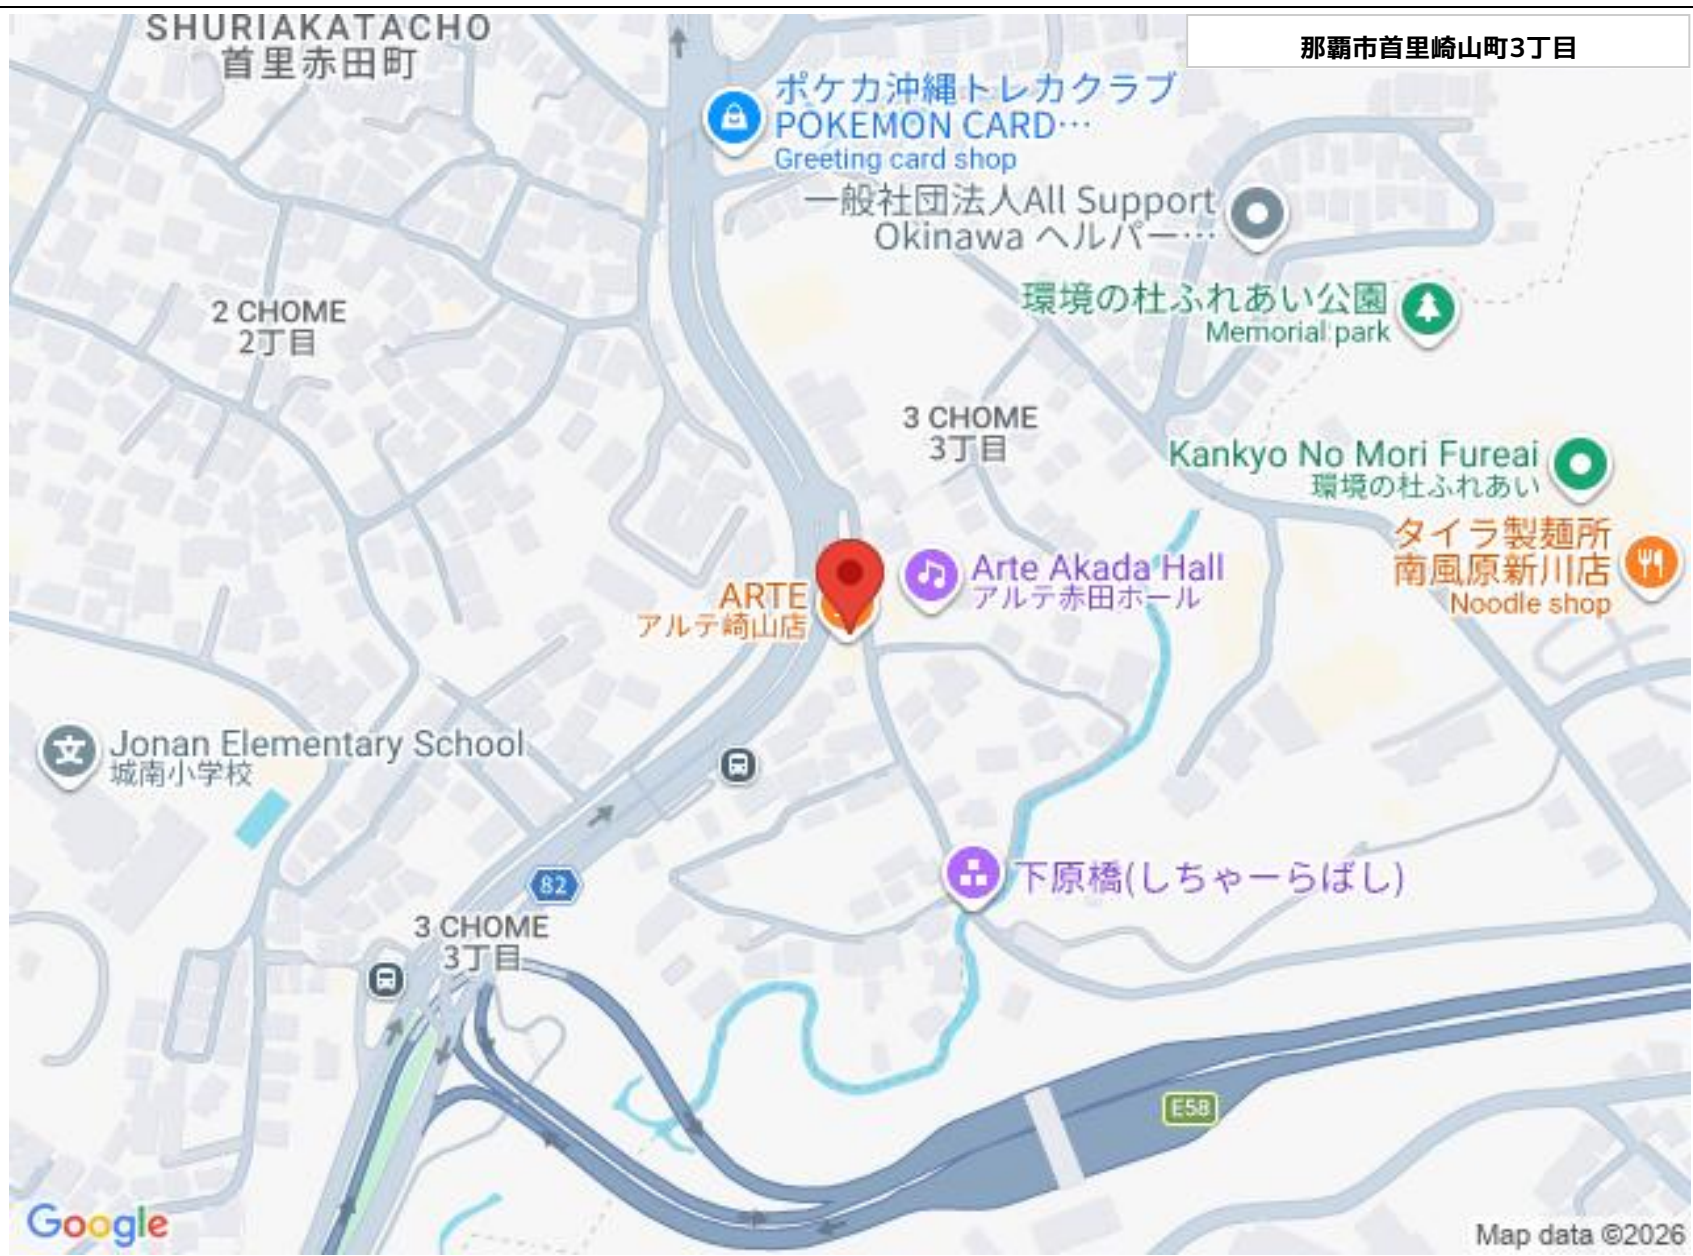 SHURIAKATACHO
首里赤田町
那覇市首里崎山町3丁目
ポケカ沖縄トレカクラブ
POKEMON CARD…
Greeting card shop
一般社団法人All Support
Okinawa ヘルパー…
環境の杜ふれあい公園
Memorial park
2 CHOME
2丁目
3 CHOME
3丁目
Kankyo No Mori Fureai
環境の杜ふれあい
タイラ製麺所
南風原新川店
Noodle shop
Arte Akada Hall
アルテ赤田ホール
ARTE
アルテ崎山店
文
Jonan Elementary School
城南小学校
82
下原橋(しちゃーらばし)
3 CHOME
3丁目
E58
Google
Map data ©2026